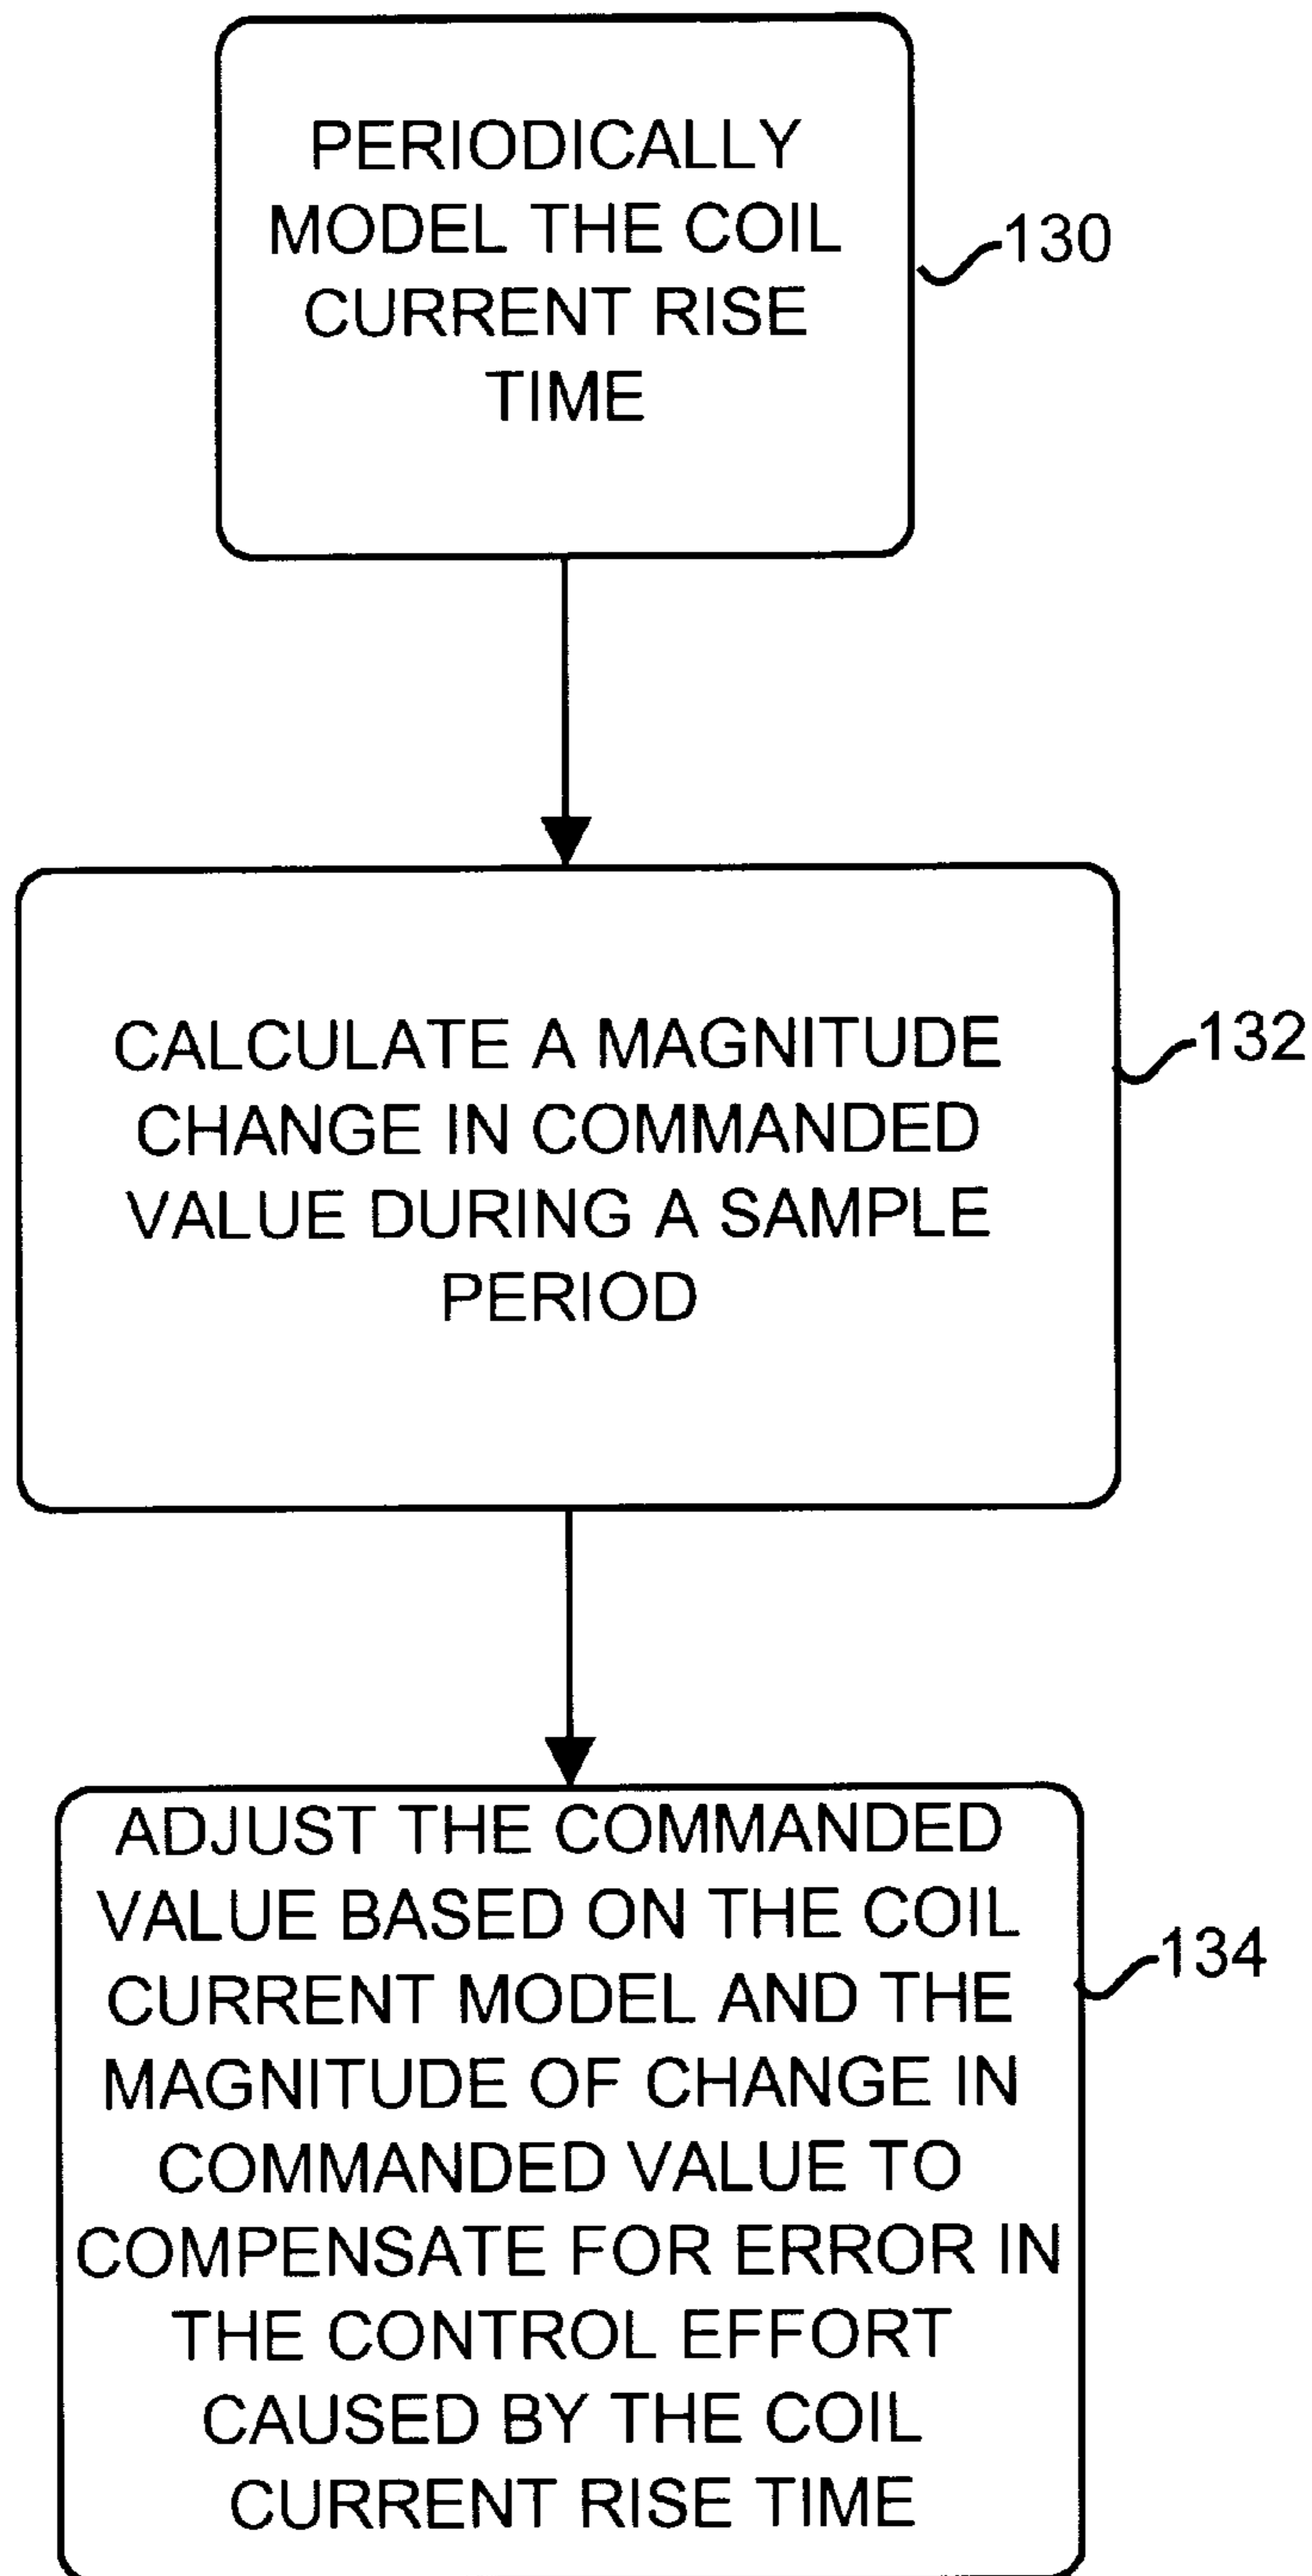 PERIODICALLY
MODEL THE COIL
CURRENT RISE
TIME
130
CALCULATE A MAGNITUDE
CHANGE IN COMMANDED
VALUE DURING A SAMPLE
PERIOD
132
ADJUST THE COMMANDED
VALUE BASED ON THE COIL
CURRENT MODEL AND THE
MAGNITUDE OF CHANGE IN
COMMANDED VALUE TO
COMPENSATE FOR ERROR IN
THE CONTROL EFFORT
CAUSED BY THE COIL
CURRENT RISE TIME
134